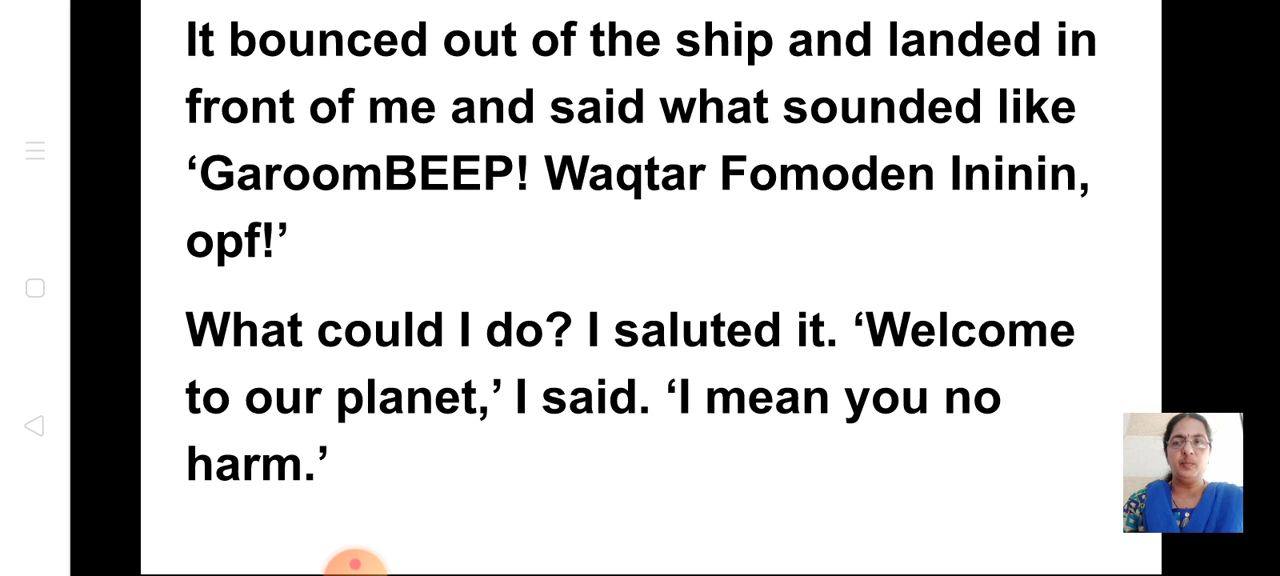 It bounced out of the ship and landed in
front of me and said what sounded like
‘GaroomBEEP! Waqtar Fomoden Ininin,
opf!’
What could I do? I saluted it. ‘Welcome
to our planet,’ I said. ‘I mean you no
harm.’